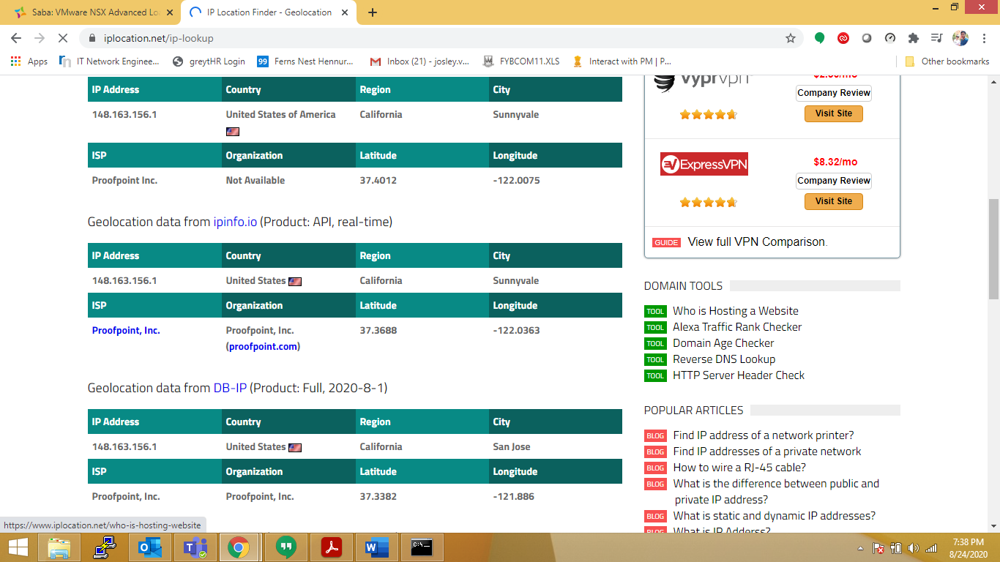 Saba: VMware NSX Advanced Lo
IP Location Finder - Geolocation
iplocation.net/ip-lookup
Apps
IT Network Enginee...
greytHR Login
99
Ferns Nest Hennur...
Inbox (21) - josley.v...
FYBCOM11.XLS
Interact with PM | P...
Other bookmarks
IP Address Country Region City
148.163.156.1 United States of America California Sunnyvale
ISP Organization Latitude Longitude
Proofpoint Inc. Not Available 37.4012 -122.0075
Geolocation data from ipinfo.io (Product: API, real-time)
IP Address Country Region City
148.163.156.1 United States California Sunnyvale
ISP Organization Latitude Longitude
Proofpoint, Inc. Proofpoint, Inc. 37.3688 -122.0363
(proofpoint.com)
Geolocation data from DB-IP (Product: Full, 2020-8-1)
IP Address Country Region City
148.163.156.1 United States California San Jose
ISP Organization Latitude Longitude
Proofpoint, Inc. Proofpoint, Inc. 37.3382 -121.886
https://www.iplocation.net/who-is-hosting-website
vyprvpn
Company Review
Visit Site
ExpressVPN
$8.32/mo
Company Review
Visit Site
GUIDE View full VPN Comparison.
DOMAIN TOOLS
TOOL Who is Hosting a Website
TOOL Alexa Traffic Rank Checker
TOOL Domain Age Checker
TOOL Reverse DNS Lookup
TOOL HTTP Server Header Check
POPULAR ARTICLES
BLOG Find IP address of a network printer?
BLOG Find IP addresses of a private network
BLOG How to wire a RJ-45 cable?
BLOG What is the difference between public and
private IP address?
BLOG What is static and dynamic IP addresses?
BLOG What is IP Adderss?
7:38 PM
8/24/2020